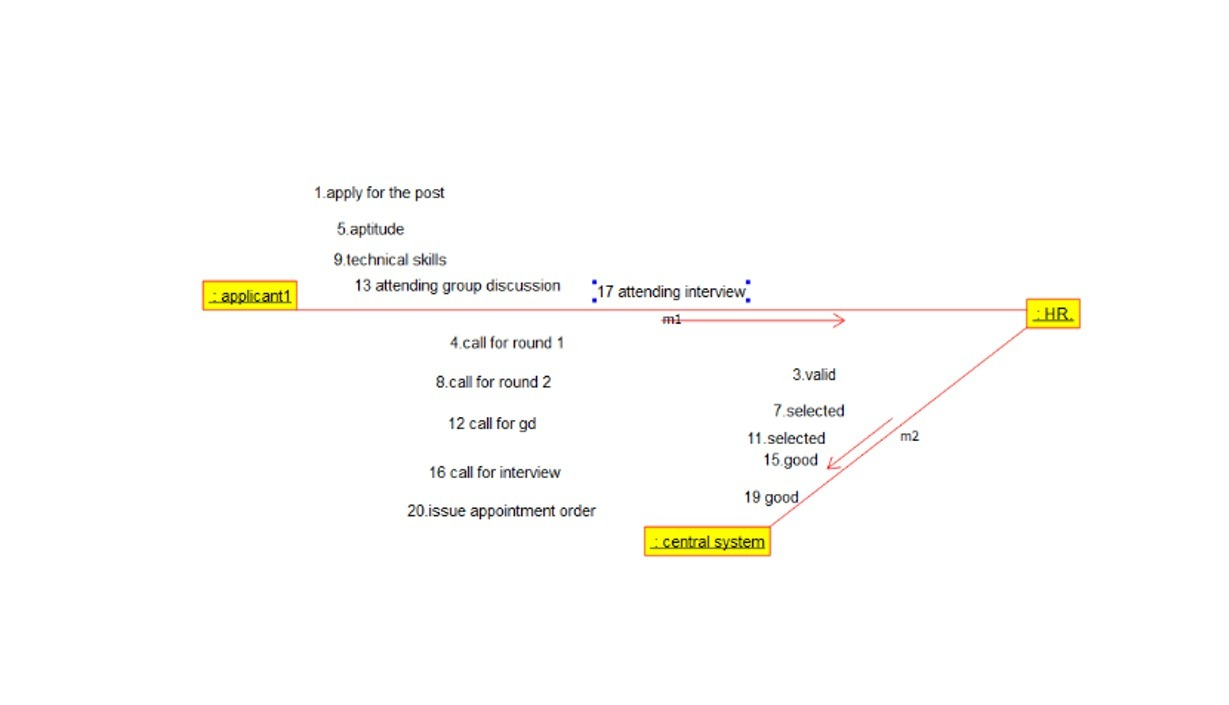 1.apply for the post
5.aptitude
9.technical skills
13 attending group discussion
17 attending interview
: applicant1
: HR.
m1
4.call for round 1
3.valid
8.call for round 2
7.selected
12 call for gd
m2
11.selected
15.good
16 call for interview
19 good
20.issue appointment order
: central system